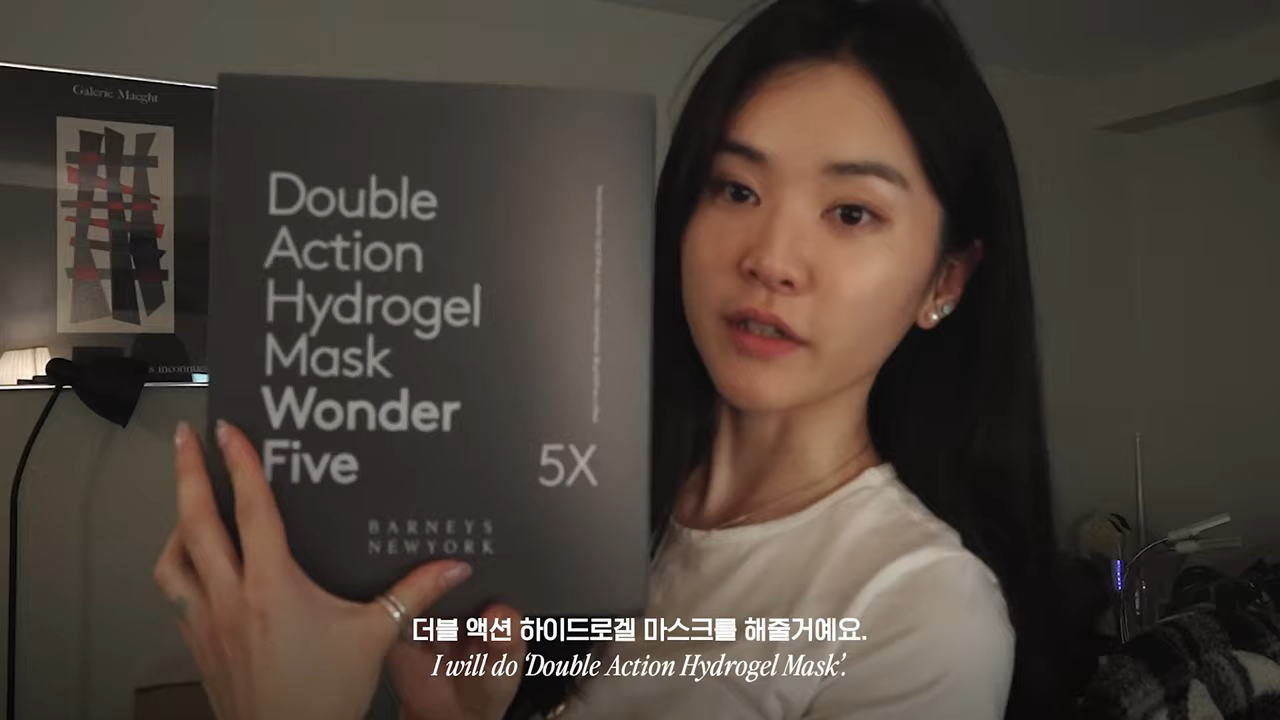 Galerie Maeght
Double
Action
Hydrogel
Mask
Wonder
Five
5X
BARNEYS
NEWYORK
더블 액션 하이드로겔 마스크를 해줄거예요.
I will do ‘Double Action Hydrogel Mask’.